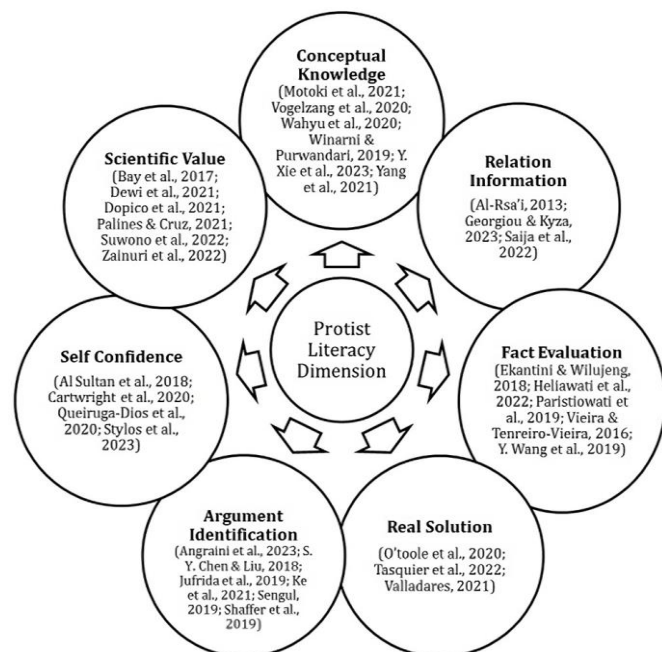 Conceptual
Knowledge
(Motoki et al., 2021;
Vogelzang et al., 2020;
Wahyu et al., 2020;
Winarni &
Purwandari, 2019; Y.
Xie et al., 2023; Yang
et al., 2021)
Relation
Information
(Al-Rsa'i, 2013;
Georgiou & Kyza,
2023; Saija et al.,
2022)
Fact Evaluation
(Ekantini & Wilujeng,
2018; Heliawati et al.,
2022; Paristiowati et
al., 2019; Vieira &
Tenreiro-Vieira, 2016;
Y. Wang et al., 2019)
Real Solution
(O'toole et al., 2020;
Tasquier et al., 2022;
Valladares, 2021)
Argument
Identification
(Angraini et al., 2023; S.
Y. Chen & Liu, 2018;
Jufrida et al., 2019; Ke
et al., 2021; Sengul,
2019; Shaffer et al.,
2019)
Self Confidence
(Al Sultan et al., 2018;
Cartwright et al., 2020;
Queiruga-Dios et al.,
2020; Stylos et al.,
2023)
Scientific Value
(Bay et al., 2017;
Dewi et al., 2021;
Dopico et al., 2021;
Palines & Cruz, 2021;
Suwono et al., 2022;
Zainuri et al., 2022)
Protist
Literacy
Dimension